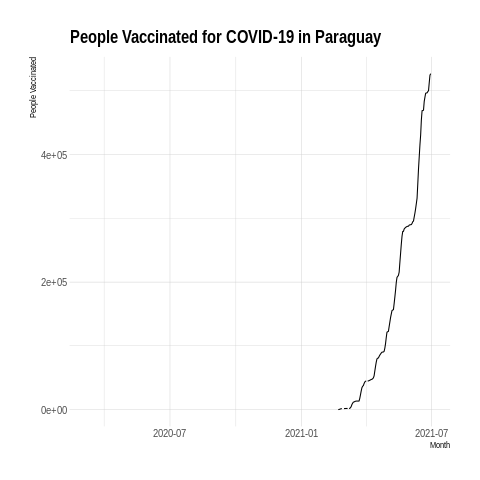 People Vaccinated for COVID-19 in Paraguay
People Vaccinated
4e+05
2e+05
0e+00
2020-07 2021-01 2021-07
Month